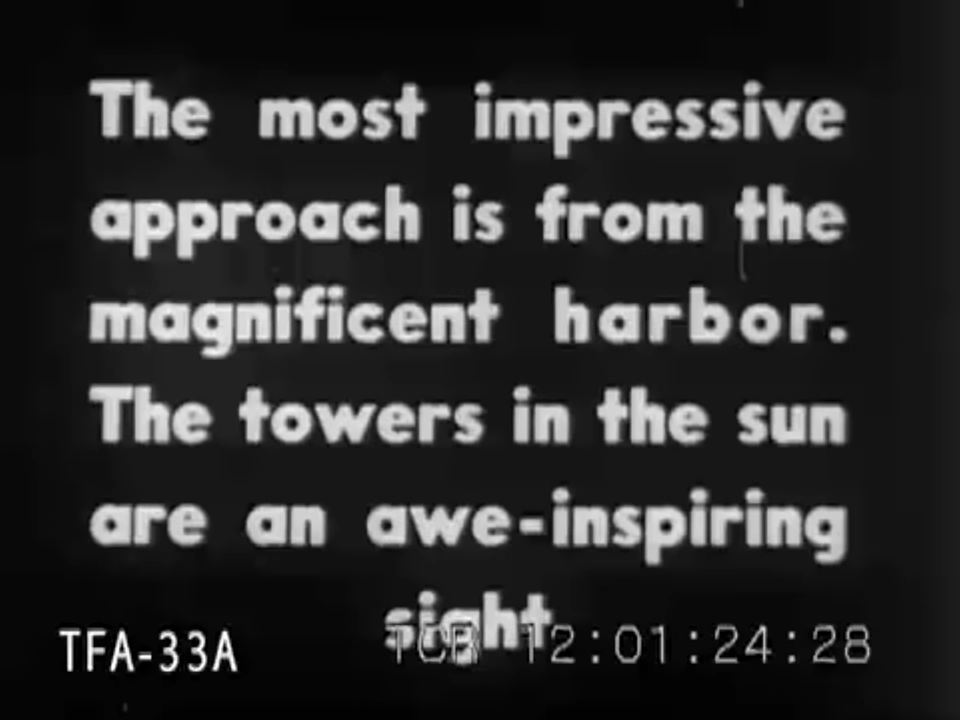 The most impressive
approach is from the
magnificent harbor.
The towers in the sun
are an awe-inspiring
sight
TFA-33A TCR 12:01:24:28